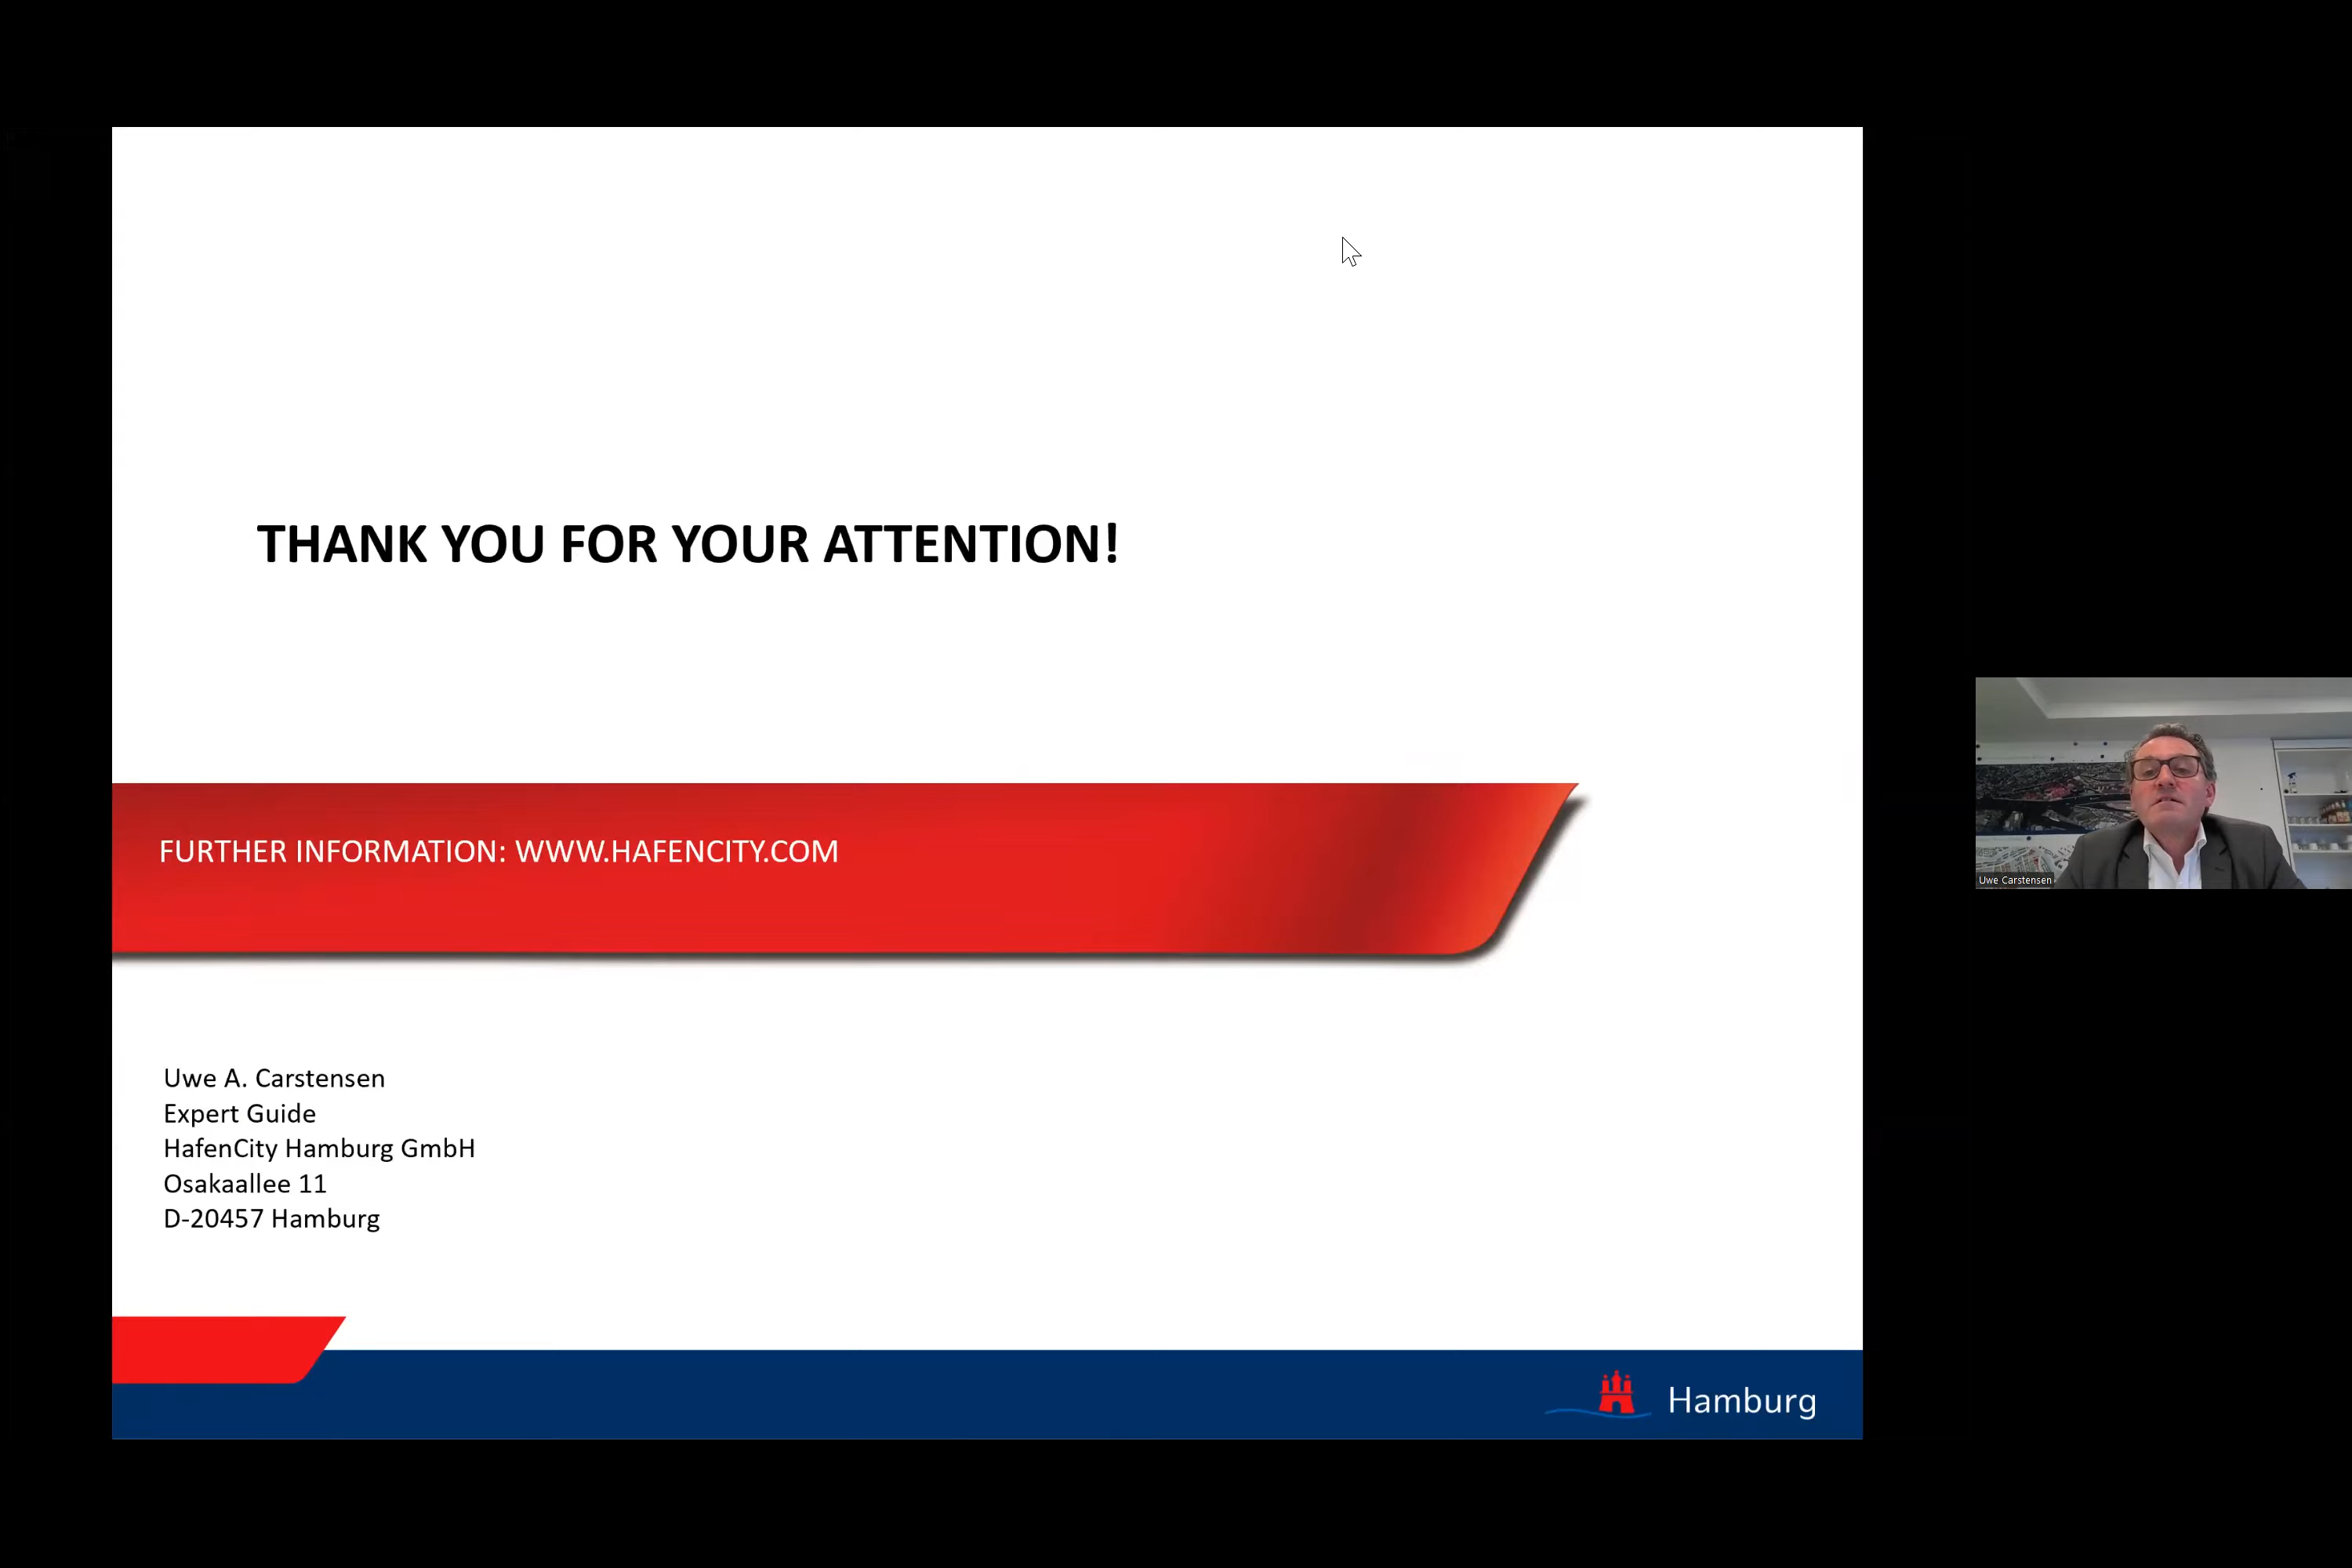 THANK YOU FOR YOUR ATTENTION!
FURTHER INFORMATION: WWW.HAFENCITY.COM
Uwe Carstensen
Uwe A. Carstensen
Expert Guide
HafenCity Hamburg GmbH
Osakaallee 11
D-20457 Hamburg
Hamburg